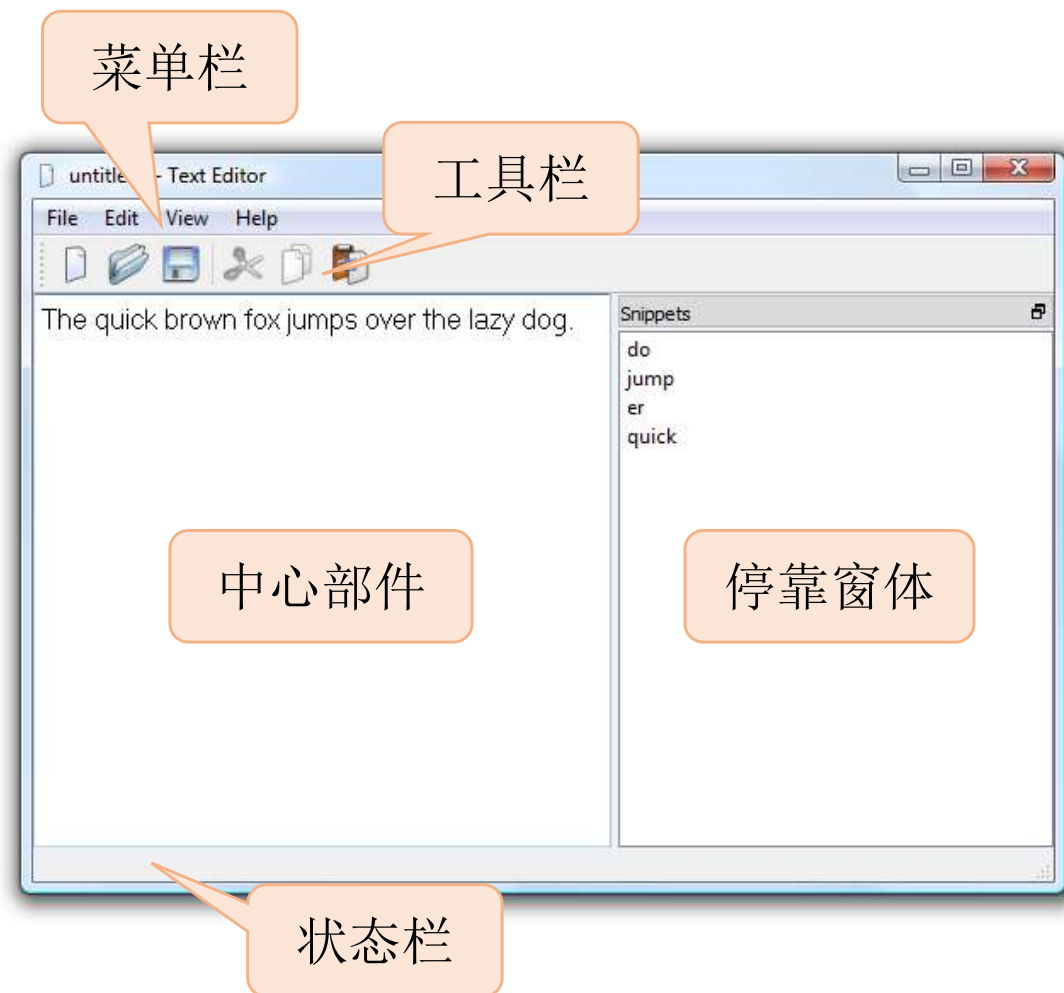 菜单栏
工具栏
- Text Editor
File Edit View Help
The quick brown fox jumps over the lazy dog.
Snippets
do
jump
er
quick
中心部件
停靠窗体
状态栏